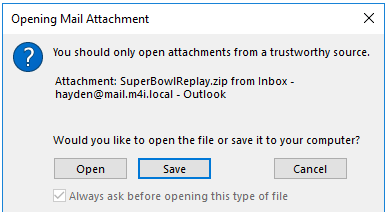 Opening Mail Attachment
You should only open attachments from a trustworthy source.
Attachment: SuperBowlReplay.zip from Inbox -
hayden@mail.m4i.local - Outlook
Would you like to open the file or save it to your computer?
Open Save Cancel
Always ask before opening this type of file